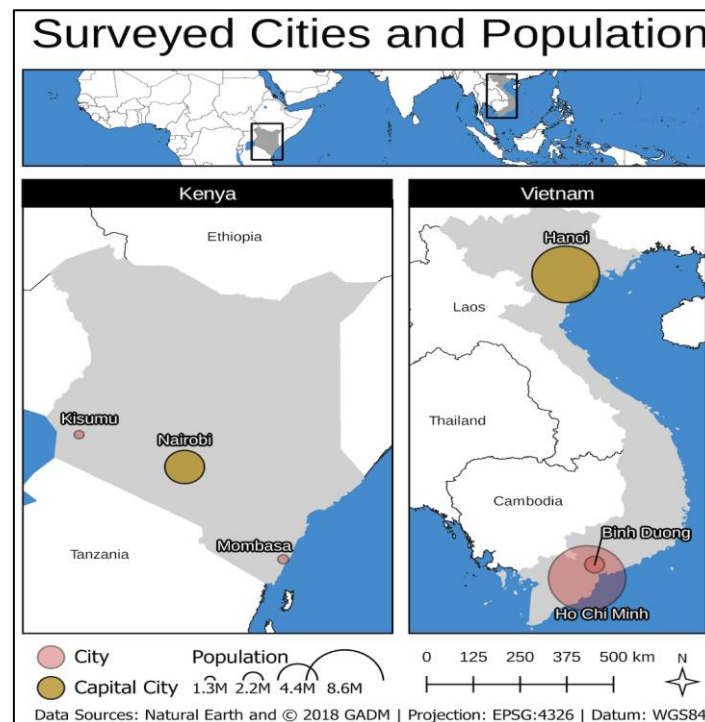 Surveyed Cities and Population
Kenya
Vietnam
Ethiopia
Hanoi
Laos
Kisumu
Nairobi
Thailand
Cambodia
Mombasa
Tanzania
Binh Duong
Ho Chi Minh
City
Capital City
Population
1.3M 2.2M 4.4M 8.6M
0 125 250 375 500 km
N
Data Sources: Natural Earth and © 2018 GADM | Projection: EPSG:4326 | Datum: WGS84